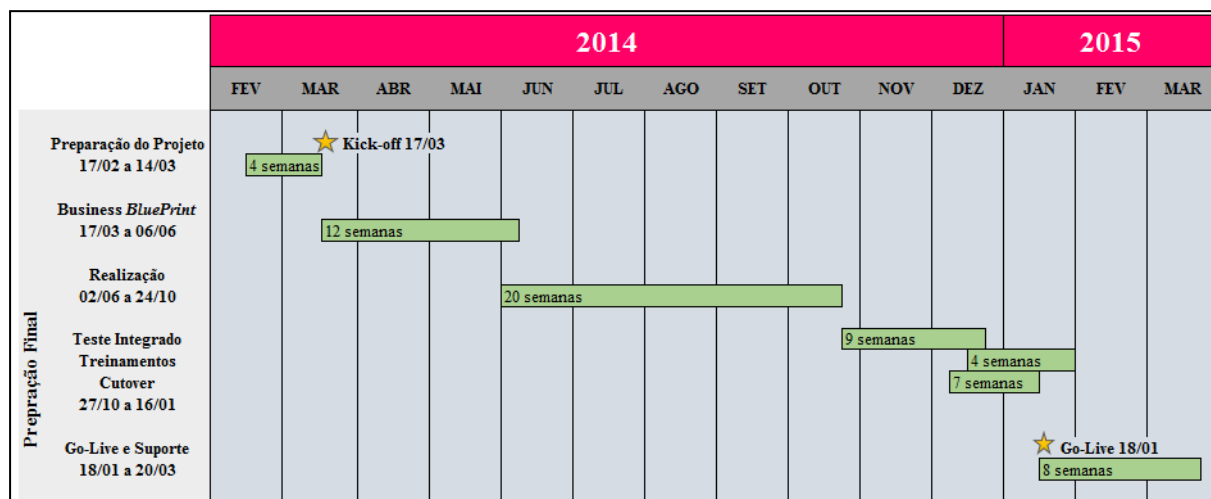 2014 2015
FEV MAR ABR MAI JUN JUL AGO SET OUT NOV DEZ JAN FEV MAR
Preparação do Projeto
17/02 a 14/03
Kick-off 17/03
4 semanas
Business BluePrint
17/03 a 06/06
12 semanas
Realização
02/06 a 24/10
20 semanas
Prepração Final
Teste Integrado
9 semanas
Treinamentos
4 semanas
Cutover
7 semanas
27/10 a 16/01
Go-Live e Suporte
18/01 a 20/03
Go-Live 18/01
8 semanas